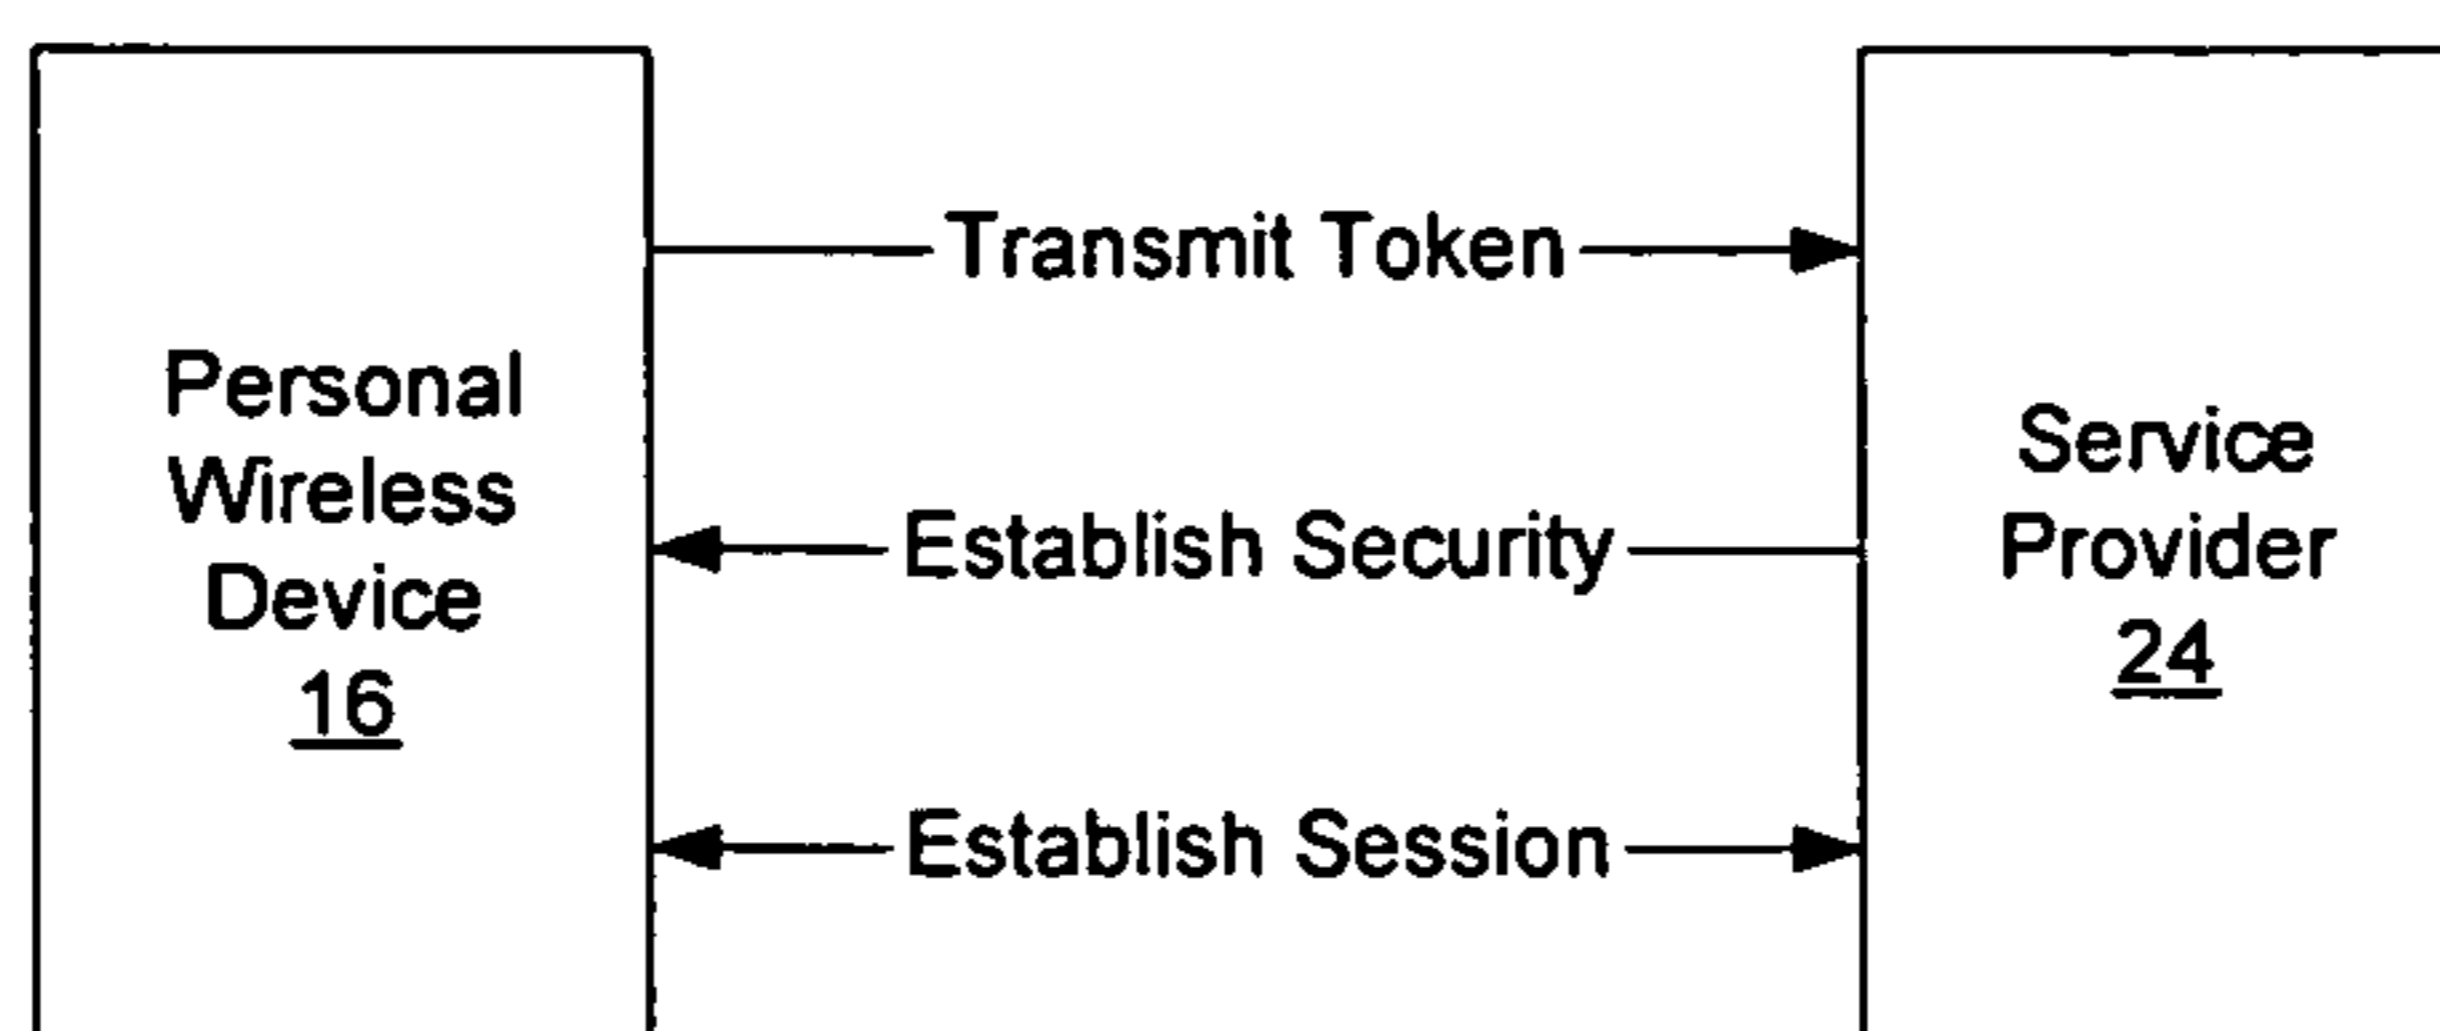 Transmit Token
Personal
Wireless
Device
16
Establish Security
Service
Provider
24
Establish Session